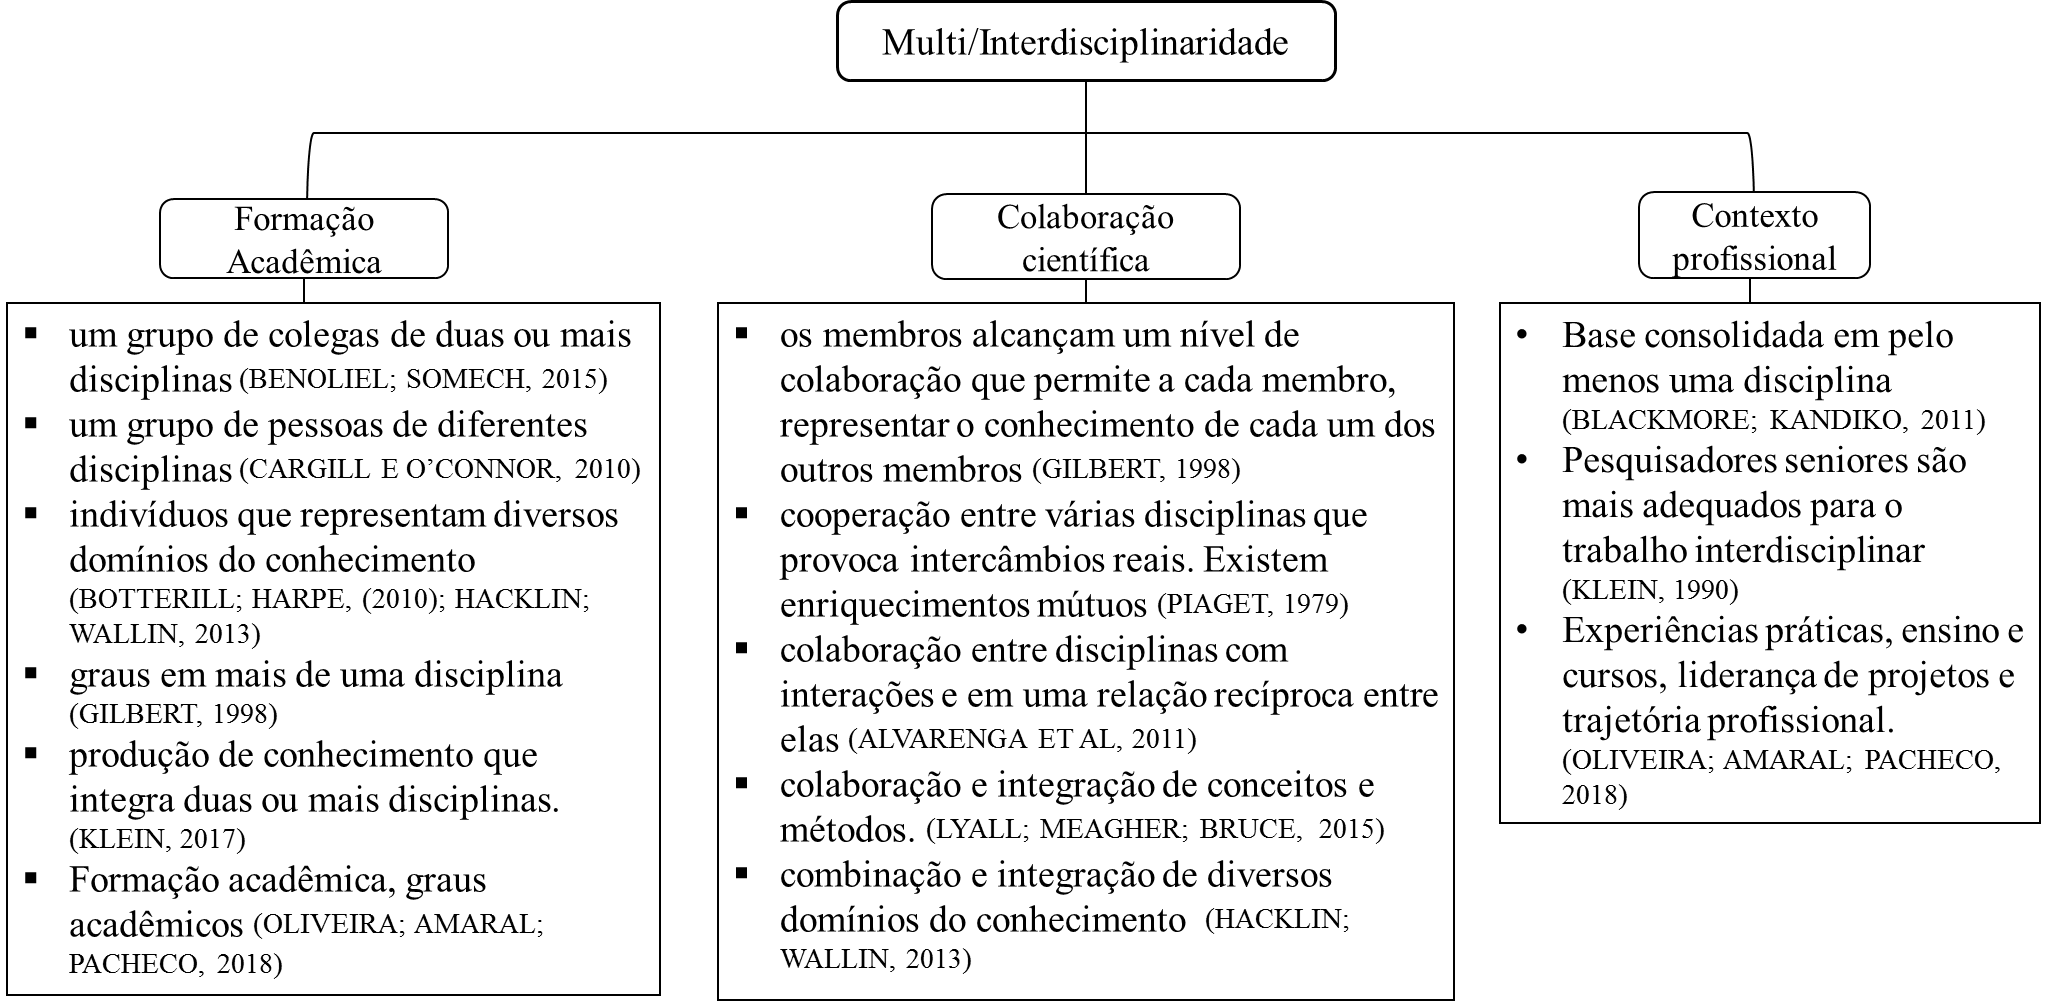 Multi/Interdisciplinaridade
Formação
Acadêmica
▪ um grupo de colegas de duas ou mais
disciplinas (BENOLIEL; SOMECH, 2015)
▪ um grupo de pessoas de diferentes
disciplinas (CARGILL E O’CONNOR, 2010)
▪ indivíduos que representam diversos
domínios do conhecimento
(BOTTERILL; HARPE, (2010); HACKLIN;
WALLIN, 2013)
▪ graus em mais de uma disciplina
(GILBERT, 1998)
▪ produção de conhecimento que
integra duas ou mais disciplinas.
(KLEIN, 2017)
▪ Formação acadêmica, graus
acadêmicos (OLIVEIRA; AMARAL;
PACHECO, 2018)
Colaboração
científica
▪ os membros alcançam um nível de
colaboração que permite a cada membro,
representar o conhecimento de cada um dos
outros membros (GILBERT, 1998)
▪ cooperação entre várias disciplinas que
provoca intercâmbios reais. Existem
enriquecimentos mútuos (PIAGET, 1979)
▪ colaboração entre disciplinas com
interações e em uma relação recíproca entre
elas (ALVARENGA ET AL, 2011)
▪ colaboração e integração de conceitos e
métodos. (LYALL; MEAGHER; BRUCE, 2015)
▪ combinação e integração de diversos
domínios do conhecimento (HACKLIN;
WALLIN, 2013)
Contexto
profissional
• Base consolidada em pelo
menos uma disciplina
(BLACKMORE; KANDIKO, 2011)
• Pesquisadores seniores são
mais adequados para o
trabalho interdisciplinar
(KLEIN, 1990)
• Experiências práticas, ensino e
cursos, liderança de projetos e
trajetória profissional.
(OLIVEIRA; AMARAL; PACHECO,
2018)